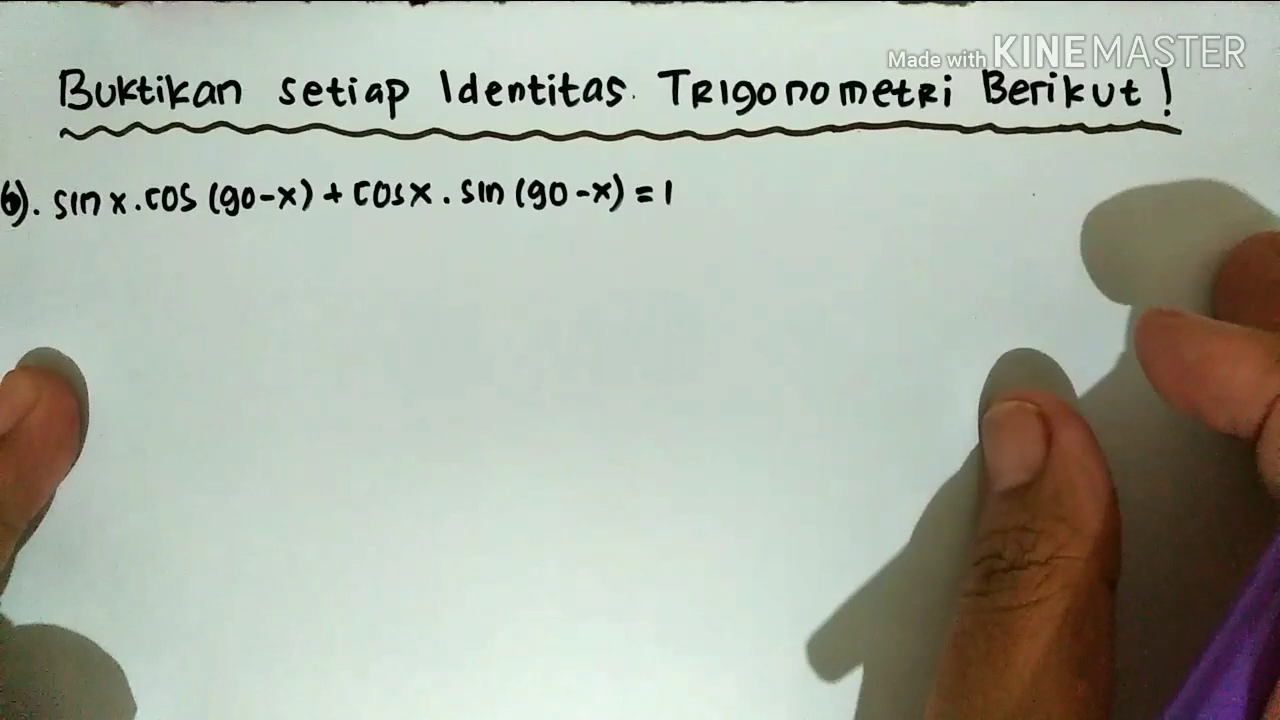 Made with KINEMASTER
Buktikan setiap Identitas Trigonometri Berikut !
6). sin x . cos (90-x) + cos x . sin (90-x) = 1